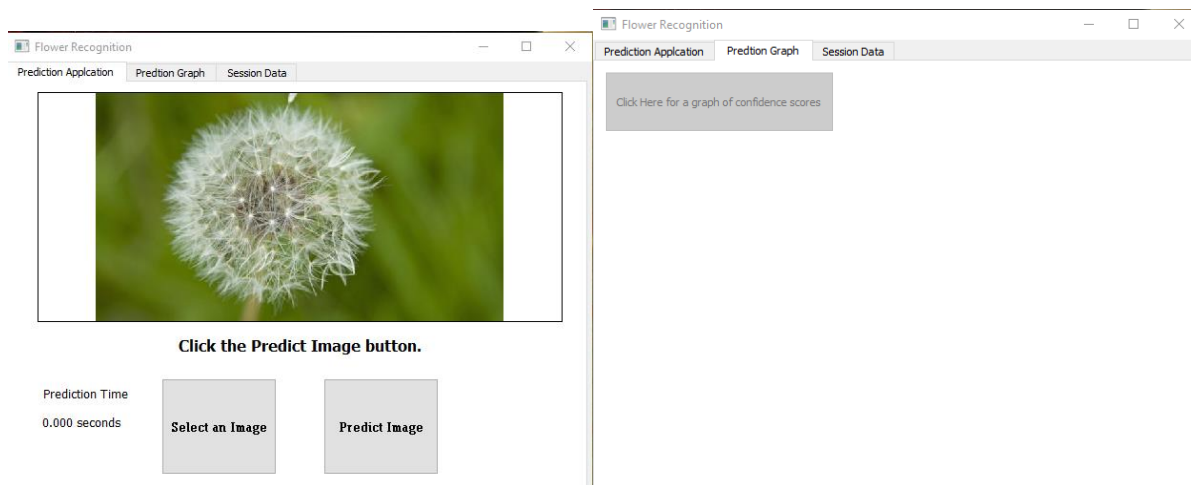 Flower Recognition
Prediction Applcation Predtion Graph Session Data
Click the Predict Image button.
Prediction Time
0.000 seconds
Select an Image
Predict Image
Flower Recognition
Prediction Applcation Predtion Graph Session Data
Click Here for a graph of confidence scores